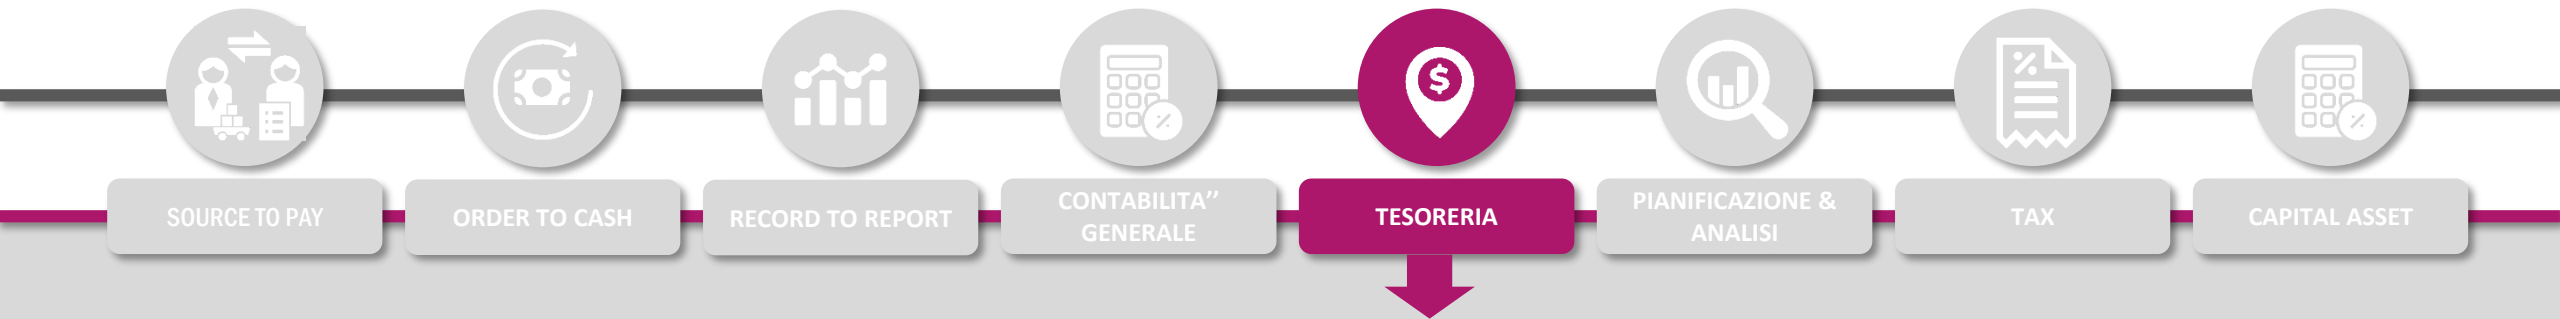 SOURCE TO PAY
ORDER TO CASH
RECORD TO REPORT
CONTABILITA’’
GENERALE
TESORERIA
PIANIFICAZIONE &
ANALISI
TAX
CAPITAL ASSET